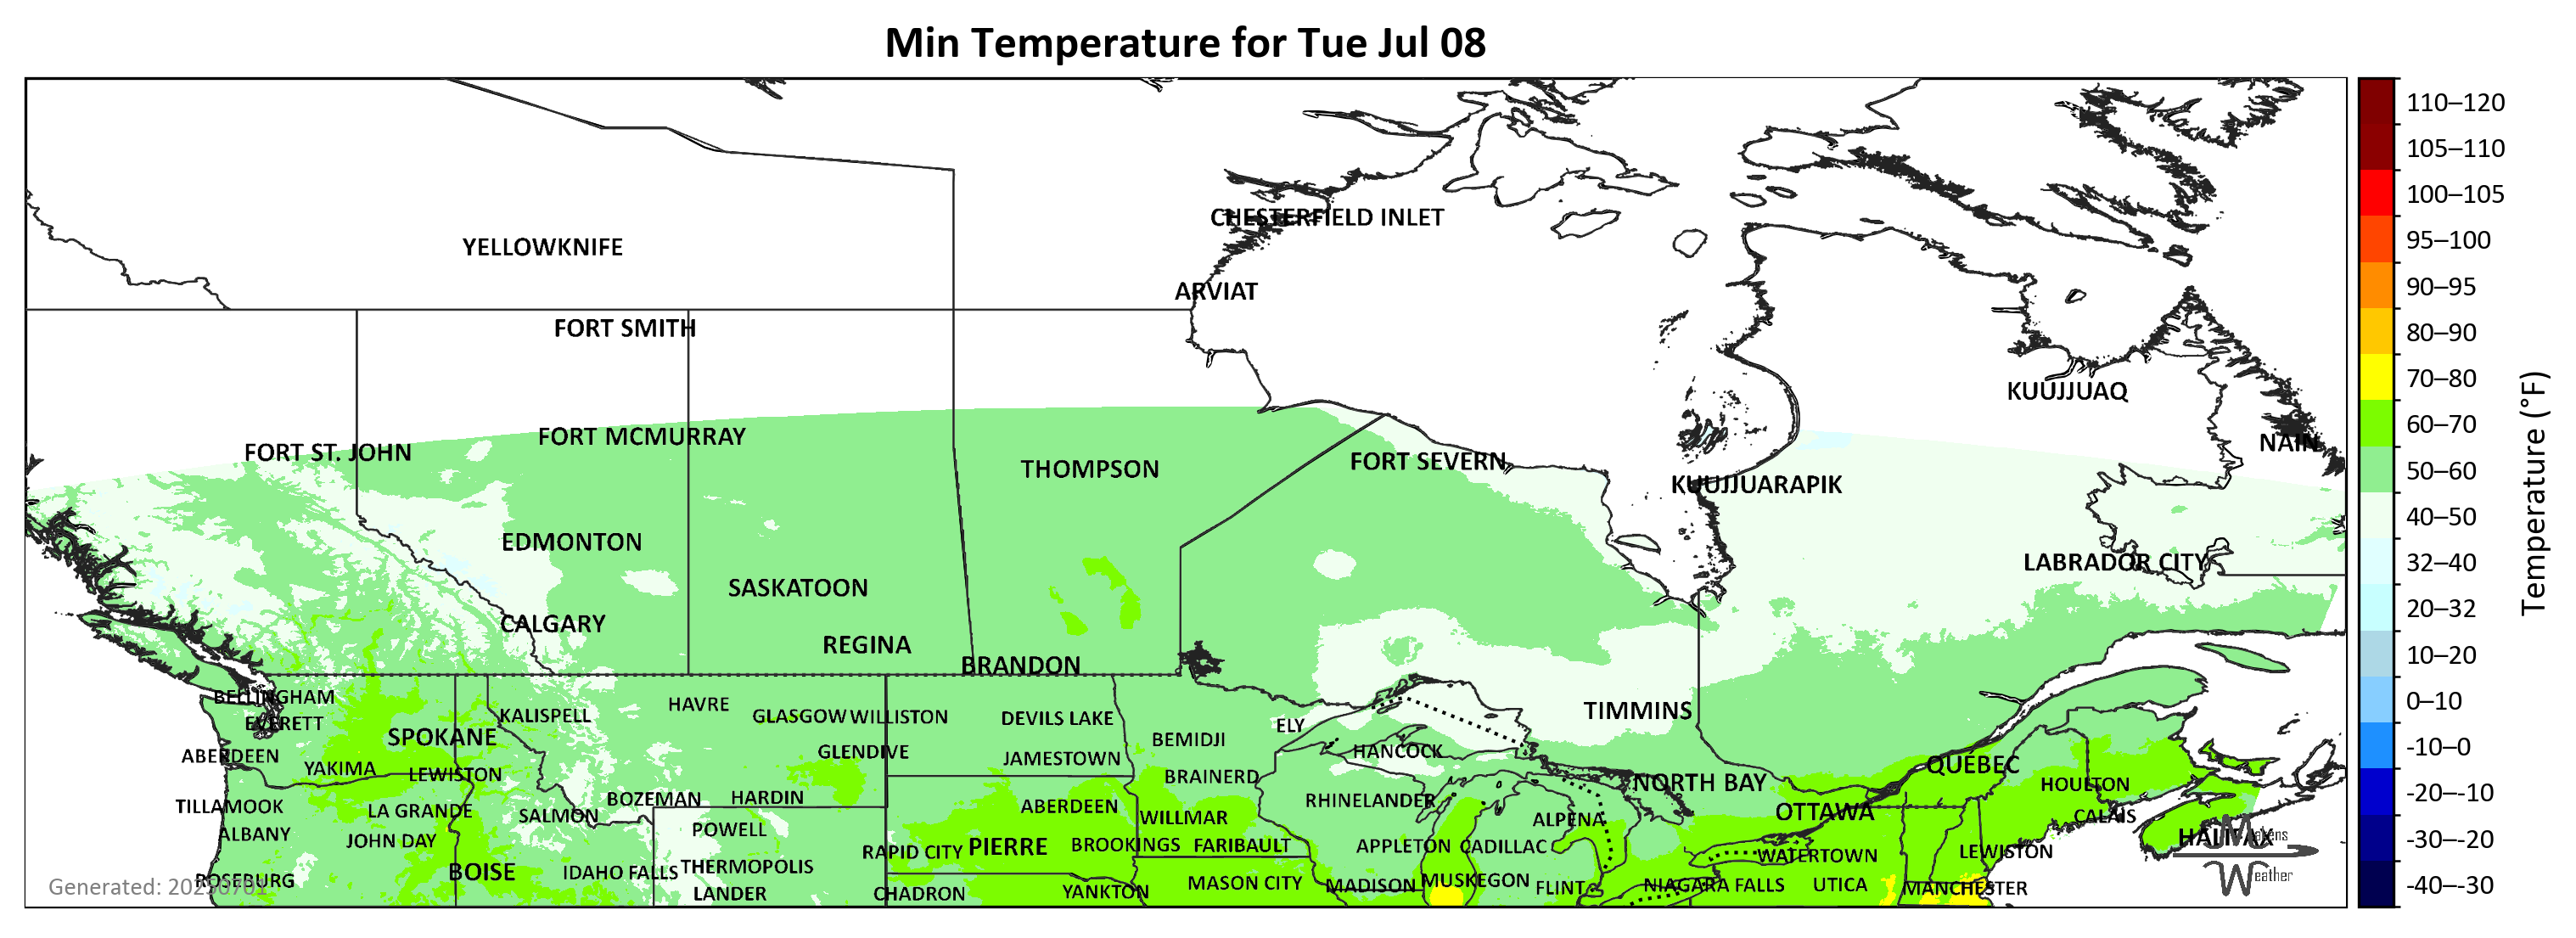 Min Temperature for Tue Jul 08
110–120
105–110
100–105
95–100
90–95
80–90
70–80
60–70
50–60
40–50
32–40
20–32
10–20
0–10
-10–0
-20–-10
-30–-20
-40–-30
Temperature (°F)
CHESTERFIELD INLET
YELLOWKNIFE
ARVIAT
FORT SMITH
KUUJJUAQ
FORT MCMURRAY
NAIN
FORT ST. JOHN
FORT SEVERN
THOMPSON
KUUJJUARAPIK
EDMONTON
LABRADOR CITY
SASKATOON
CALGARY
REGINA
BRANDON
BELLINGHAM
HAVRE
TIMMINS
KALISPELL
GLASGOW
WILLISTON
DEVILS LAKE
EVERETT
ELY
SPOKANE
BEMIDJI
HANCOCK
GLENDIVE
ABERDEEN
JAMESTOWN
QUÉBEC
YAKIMA
LEWISTON
BRAINERD
NORTH BAY
HOULTON
BOZEMAN
HARDIN
RHINELANDER
TILLAMOOK
ABERDEEN
LA GRANDE
OTTAWA
SALMON
CALAIS
WILLMAR
ALPENA
POWELL
ALBANY
HALIFAX
JOHN DAY
BROOKINGS
FARIBAULT
APPLETON
CADILLAC
PIERRE
RAPID CITY
LEWISTON
WATERTOWN
THERMOPOLIS
BOISE
IDAHO FALLS
ROSEBURG
MUSKEGON
MASON CITY
MADISON
NIAGARA FALLS
UTICA
FLINT
MANCHESTER
YANKTON
LANDER
CHADRON
Matens
Weather
Generated: 20250701